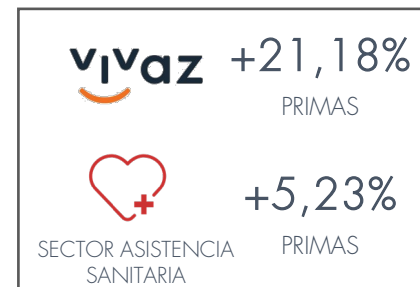 vivaz +21,18%
PRIMAS
+5,23%
SECTOR ASISTENCIA PRIMAS
SANITARIA